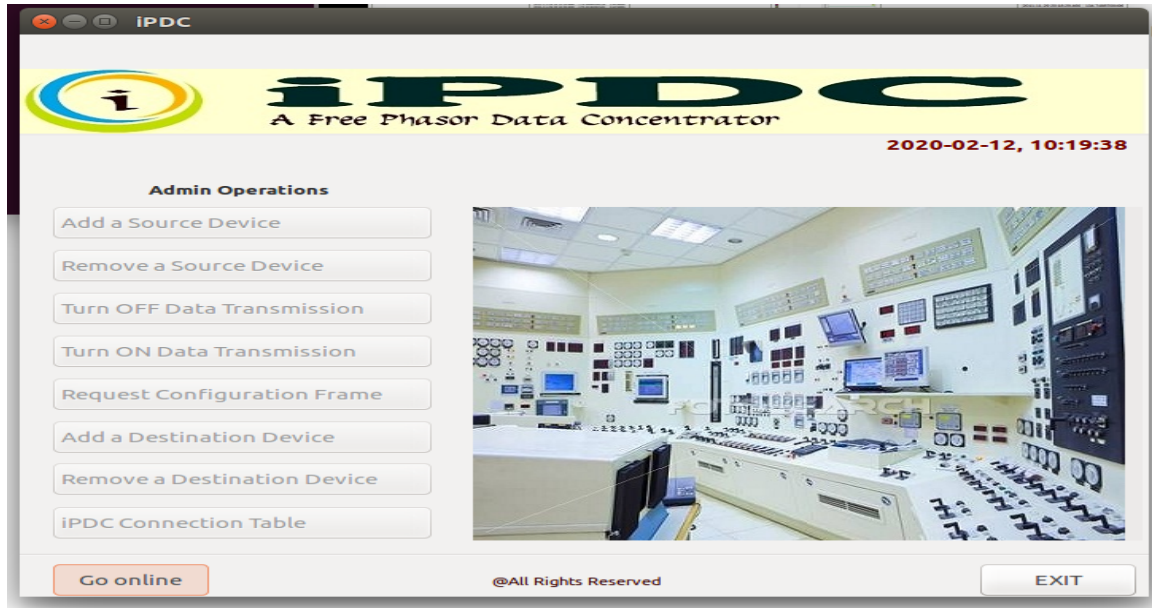 iPDC
i
iPDC
A Free Phasor Data Concentrator
2020-02-12, 10:19:38
Admin Operations
Add a Source Device
Remove a Source Device
Turn OFF Data Transmission
Turn ON Data Transmission
Request Configuration Frame
Add a Destination Device
Remove a Destination Device
iPDC Connection Table
Go online
@All Rights Reserved
EXIT